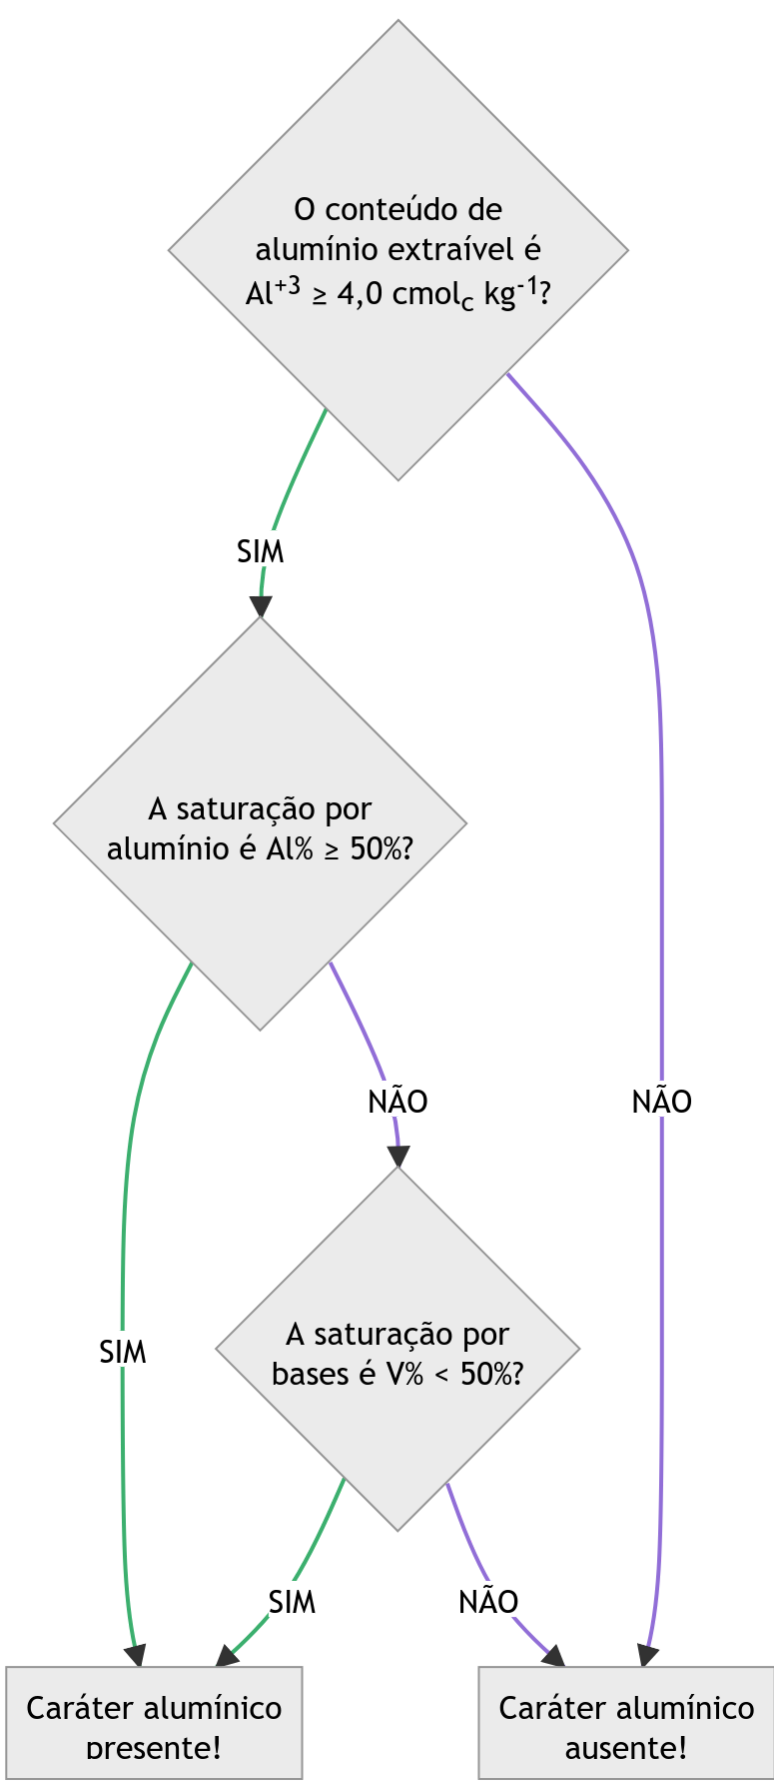 O conteúdo de
alumínio extraível é
Al⁺³ ≥ 4,0 cmol_c kg⁻¹?
SIM
A saturação por
alumínio é Al% ≥ 50%?
NÃO
NÃO
A saturação por
bases é V% < 50%?
SIM
SIM
NÃO
Caráter alumínico
presente!
Caráter alumínico
ausente!